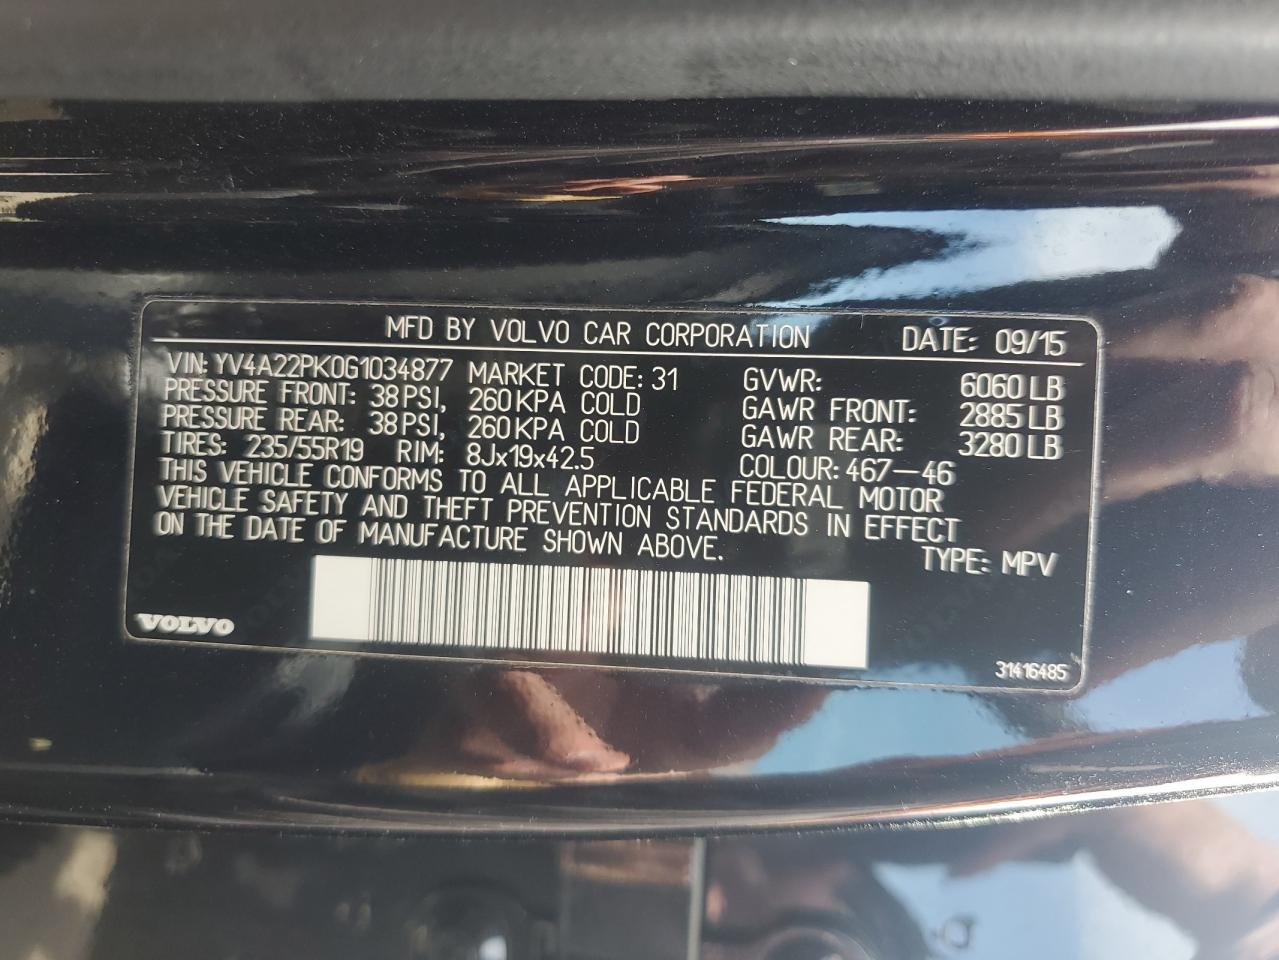 MFD BY VOLVO CAR CORPORATION DATE: 09/15
VIN: YV4A22PK0G1034877 MARKET CODE: 31 GVWR: 6060 LB
PRESSURE FRONT: 38 PSI, 260 KPA COLD GAWR FRONT: 2885 LB
PRESSURE REAR: 38 PSI, 260 KPA COLD GAWR REAR: 3280 LB
TIRES: 235/55R19 RIM: 8Jx19x42.5 COLOUR: 467-46
THIS VEHICLE CONFORMS TO ALL APPLICABLE FEDERAL MOTOR
VEHICLE SAFETY AND THEFT PREVENTION STANDARDS IN EFFECT
ON THE DATE OF MANUFACTURE SHOWN ABOVE. TYPE: MPV
VOLVO
31416485